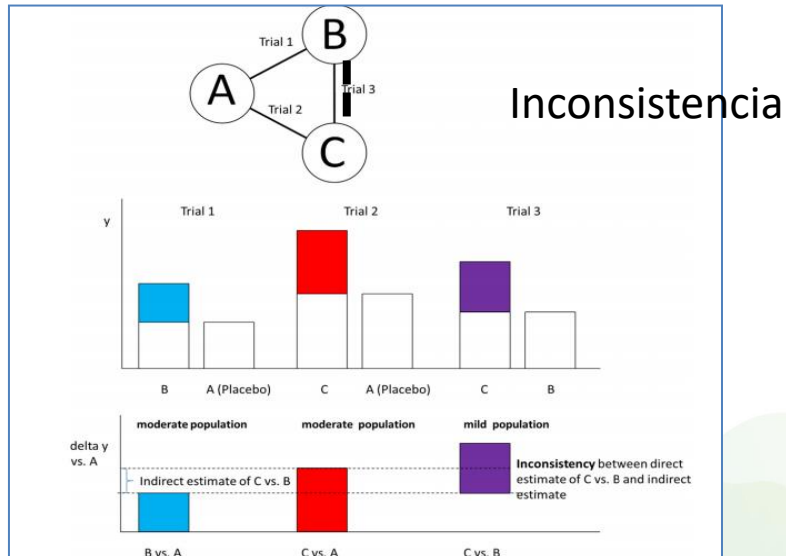 Trial 1
B
A
Trial 3
Trial 2
C
Inconsistencia
y
Trial 1
Trial 2
Trial 3
B
A (Placebo)
C
A (Placebo)
C
B
moderate population
moderate population
mild population
delta y
vs. A
Indirect estimate of C vs. B
Inconsistency between direct
estimate of C vs. B and indirect
estimate
B vs. A
C vs. A
C vs. B